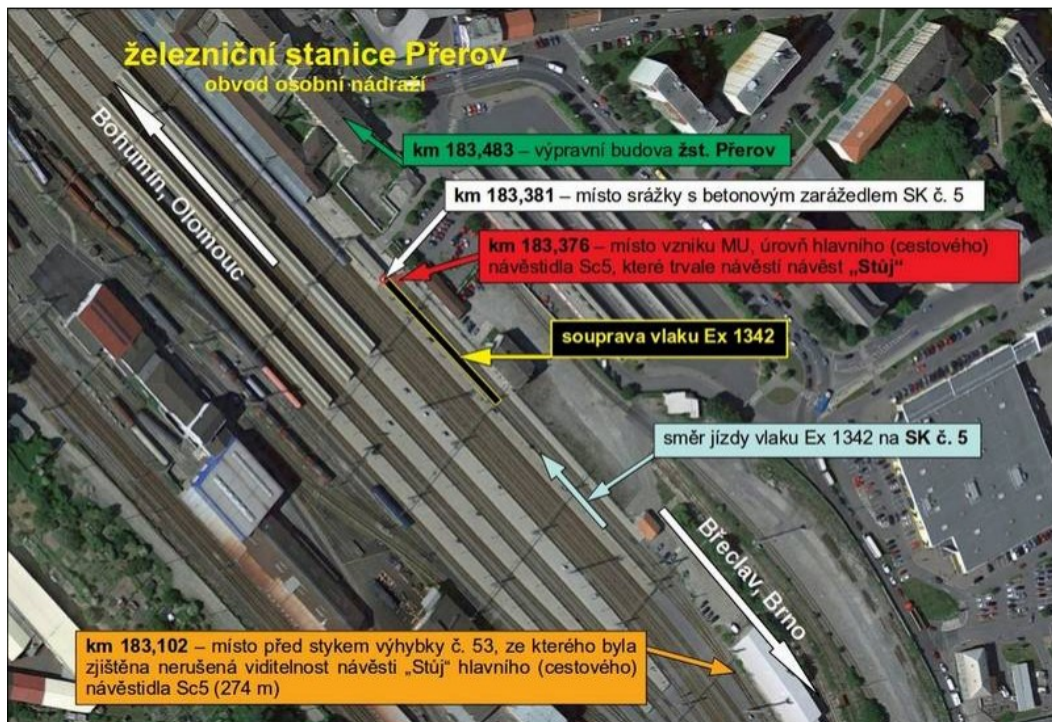 železniční stanice Přerov
obvod osobní nádraží
Bohumín, Olomouc
km 183,483 – výpravní budova žst. Přerov
km 183,381 – místo srážky s betonovým zarážedlem SK č. 5
km 183,376 – místo vzniku MU, úrovň hlavního (cestového)
návěstidla Sc5, které trvale návěstí návěst „Stůj“
souprava vlaku Ex 1342
směr jízdy vlaku Ex 1342 na SK č. 5
Břeclav, Brno
km 183,102 – místo před stykem výhybky č. 53, ze kterého byla
zjištěna nerušená viditelnost návěsti „Stůj“ hlavního (cestového)
návěstidla Sc5 (274 m)